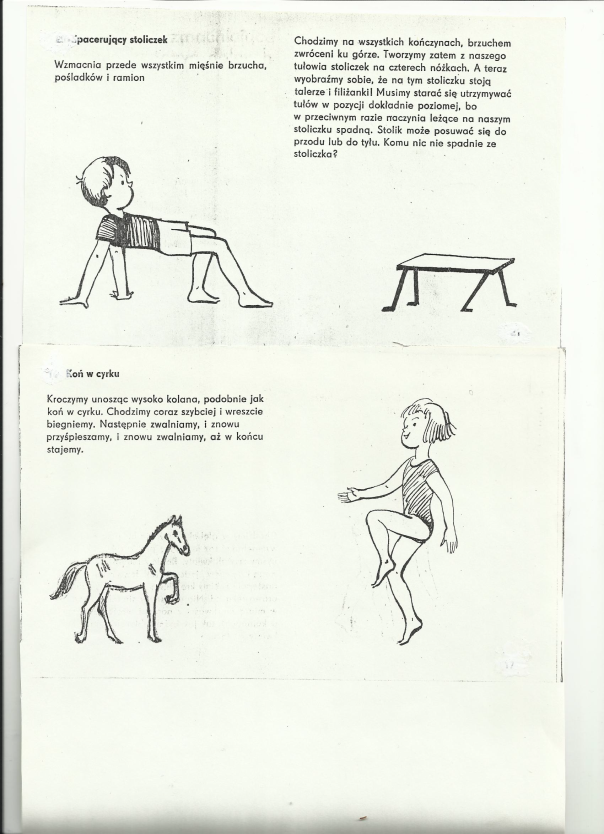 Spacerujący stoliczek
Wzmacnia przede wszystkim mięśnie brzucha,
pośladków i ramion
Chodzimy na wszystkich kończynach, brzuchem
zwróceni ku górze. Tworzymy zatem z naszego
tułowia stoliczek na czterech nóżkach. A teraz
wyobraźmy sobie, że na tym stoliczku stoją
talerze i filiżanki! Musimy starać się utrzymywać
tułów w pozycji dokładnie poziomej, bo
w przeciwnym razie naczynia leżące na naszym
stoliczku spadną. Stolik może posuwać się do
przodu lub do tyłu. Komu nic nie spadnie ze
stoliczka?
Koń w cyrku
Kroczymy unosząc wysoko kolana, podobnie jak
koń w cyrku. Chodzimy coraz szybciej i wreszcie
biegniemy. Następnie zwalniamy, i znowu
przyśpieszamy, i znowu zwalniamy, aż w końcu
stajemy.